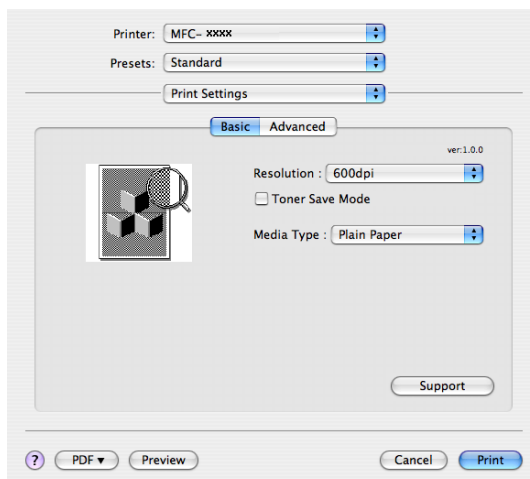 Printer: MFC- xxxx
Presets: Standard
Print Settings
Basic Advanced
ver:1.0.0
Resolution : 600dpi
Toner Save Mode
Media Type : Plain Paper
Support
? PDF▼ Preview Cancel Print